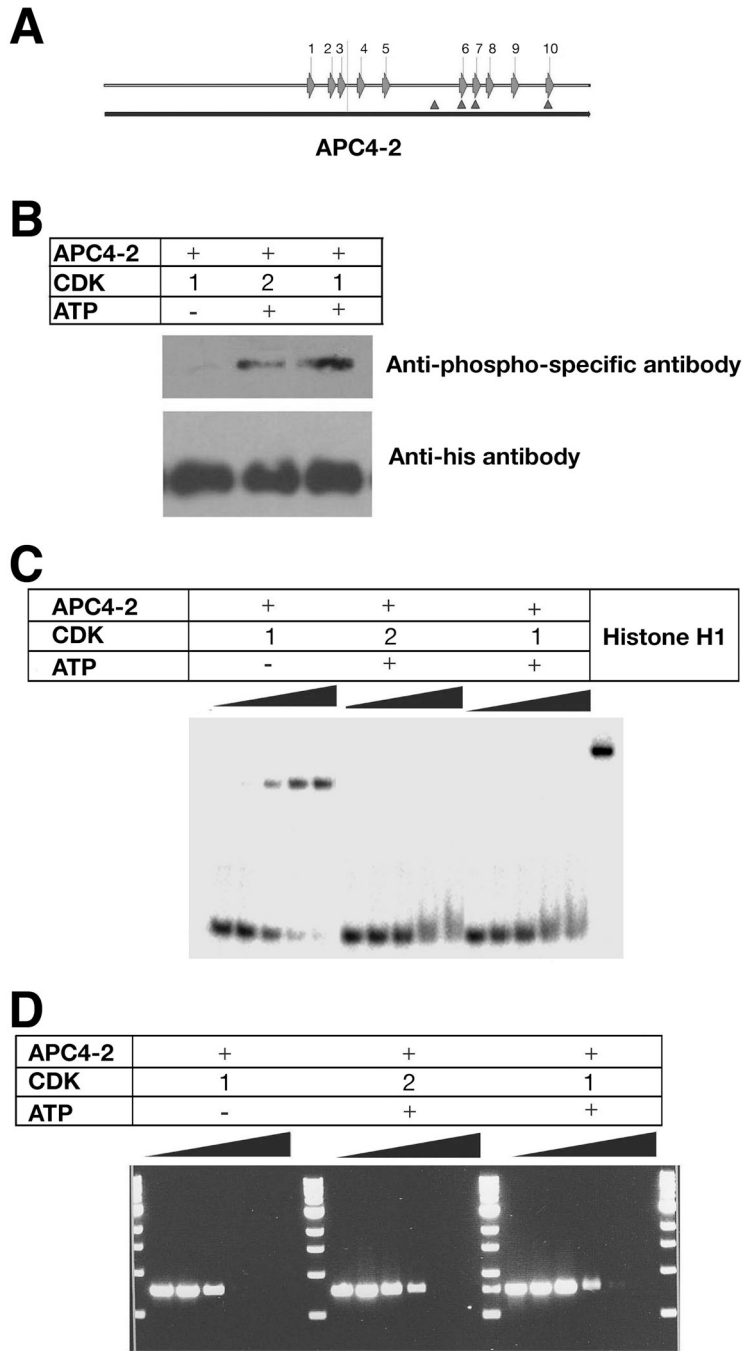 A
1 2 3 4 5 6 7 8 9 10
APC4-2
B
APC4-2 + + +
CDK 1 2 1
ATP - + +
Anti-phospho-specific antibody
Anti-his antibody
C
APC4-2 + + +
CDK 1 2 1
ATP - + +
Histone H1
D
APC4-2 + + +
CDK 1 2 1
ATP - + +